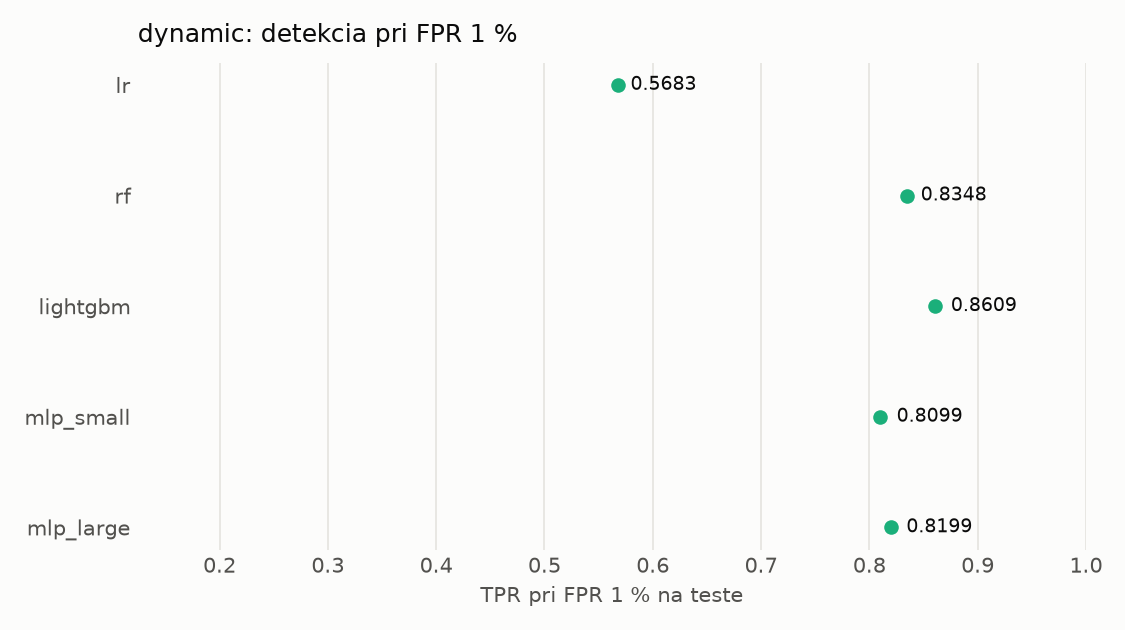 dynamic: detekcia pri FPR 1 %
lr 0.5683
rf 0.8348
lightgbm 0.8609
mlp_small 0.8099
mlp_large 0.8199
0.2 0.3 0.4 0.5 0.6 0.7 0.8 0.9 1.0
TPR pri FPR 1 % na teste